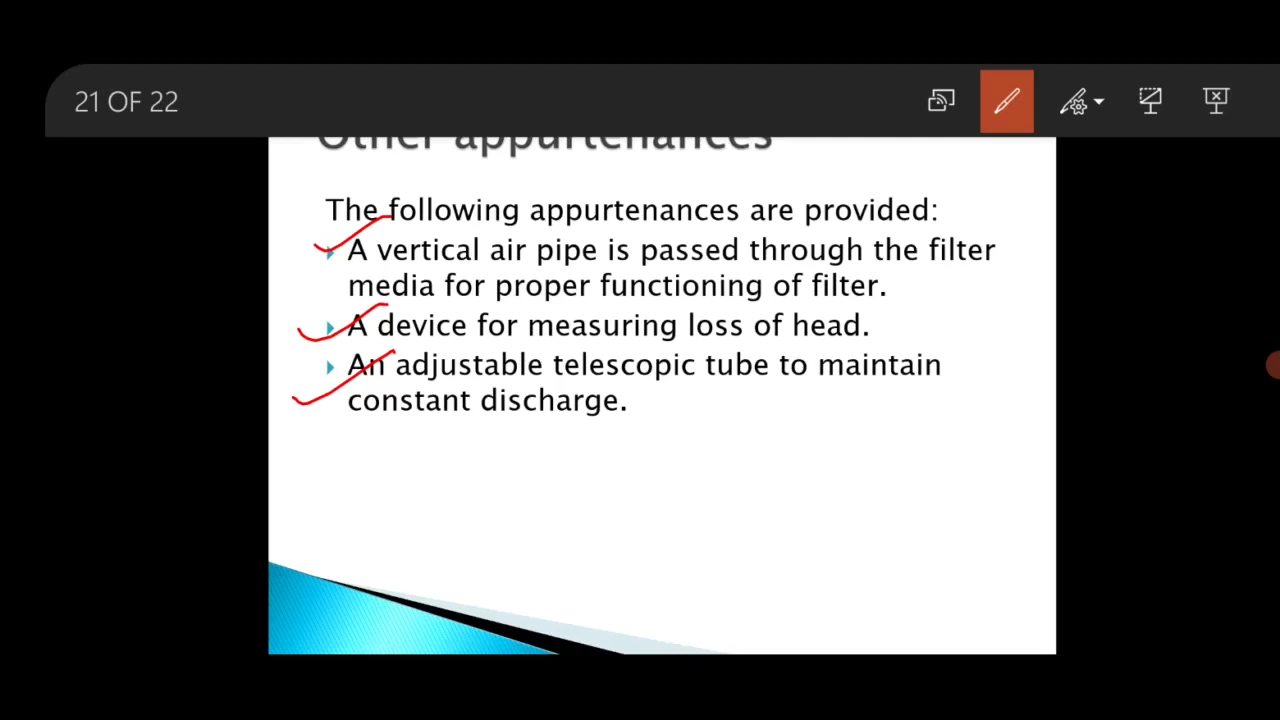 21 OF 22
Other appurtenances
The following appurtenances are provided:
A vertical air pipe is passed through the filter
media for proper functioning of filter.
A device for measuring loss of head.
An adjustable telescopic tube to maintain
constant discharge.